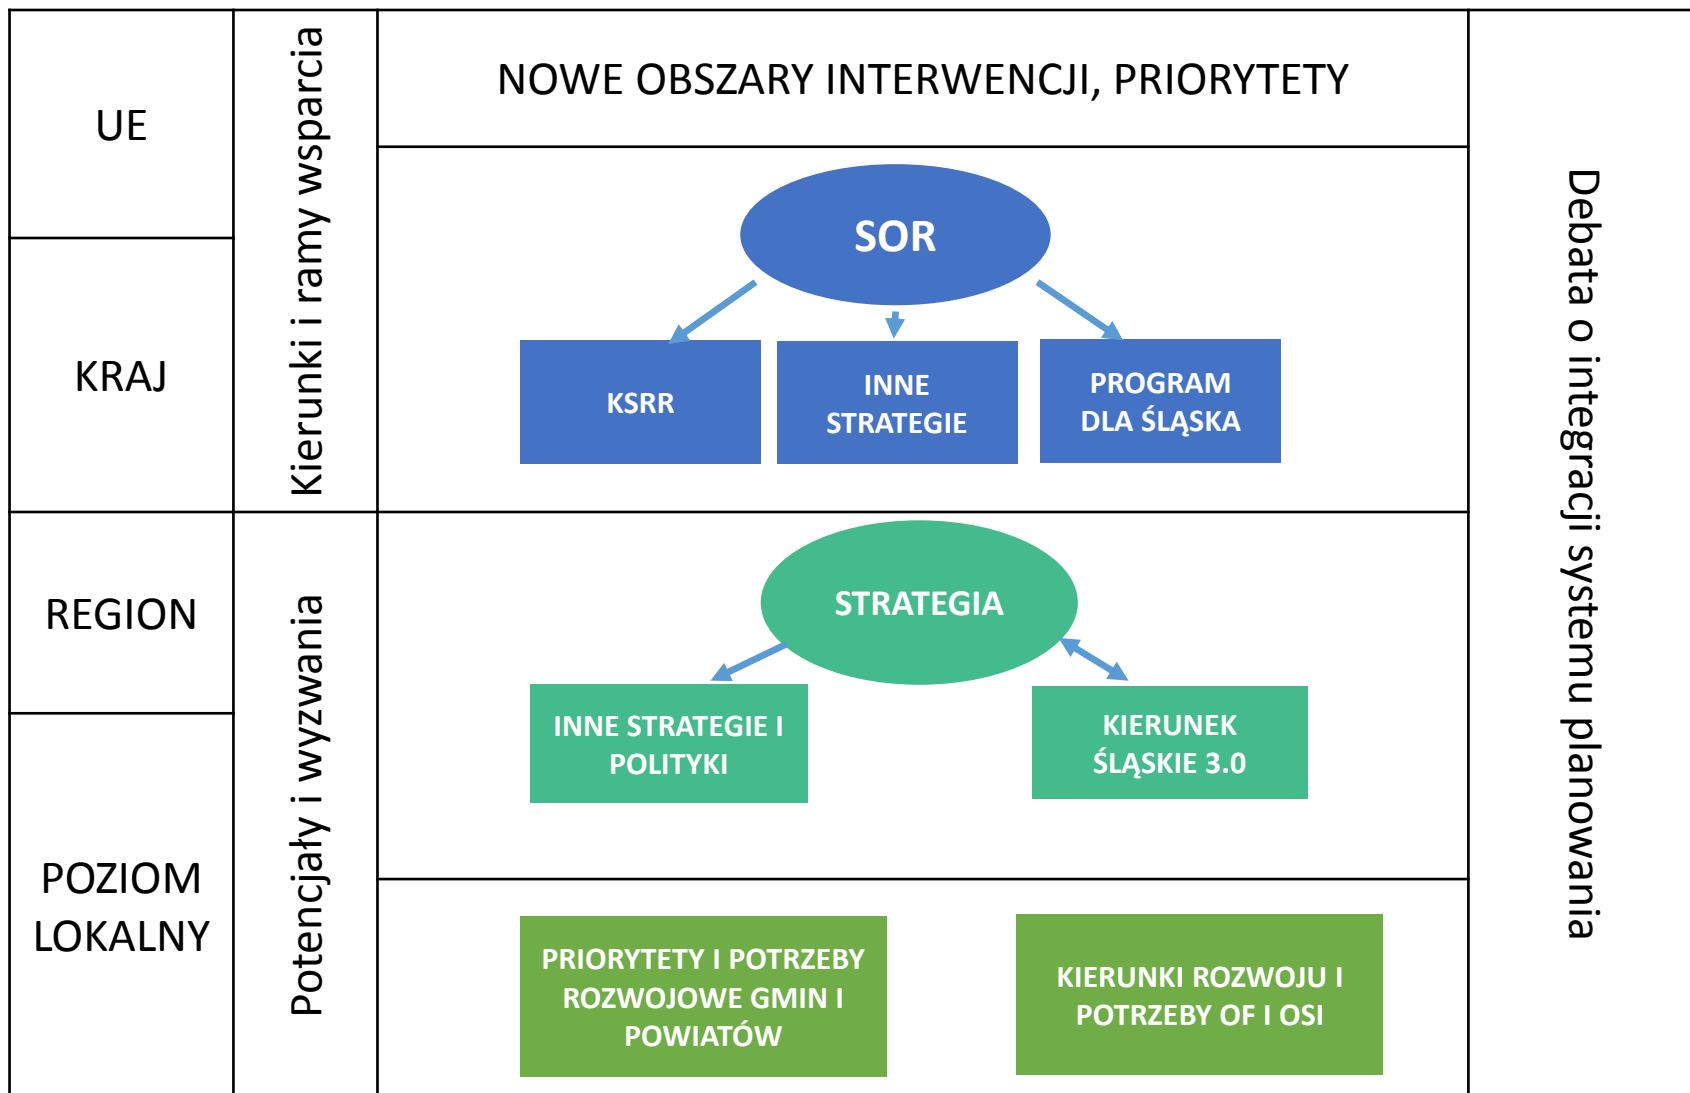 UE
KRAJ
REGION
POZIOM
LOKALNY
Kierunki i ramy wsparcia
Potencjały i wyzwania
NOWE OBSZARY INTERWENCJI, PRIORYTETY
SOR
KSRR
INNE
STRATEGIE
PROGRAM
DLA ŚLĄSKA
STRATEGIA
INNE STRATEGIE I
POLITYKI
KIERUNEK
ŚLĄSKIE 3.0
PRIORYTETY I POTRZEBY
ROZWOJOWE GMIN I
POWIATÓW
KIERUNKI ROZWOJU I
POTRZEBY OF I OSI
Debata o integracji systemu planowania